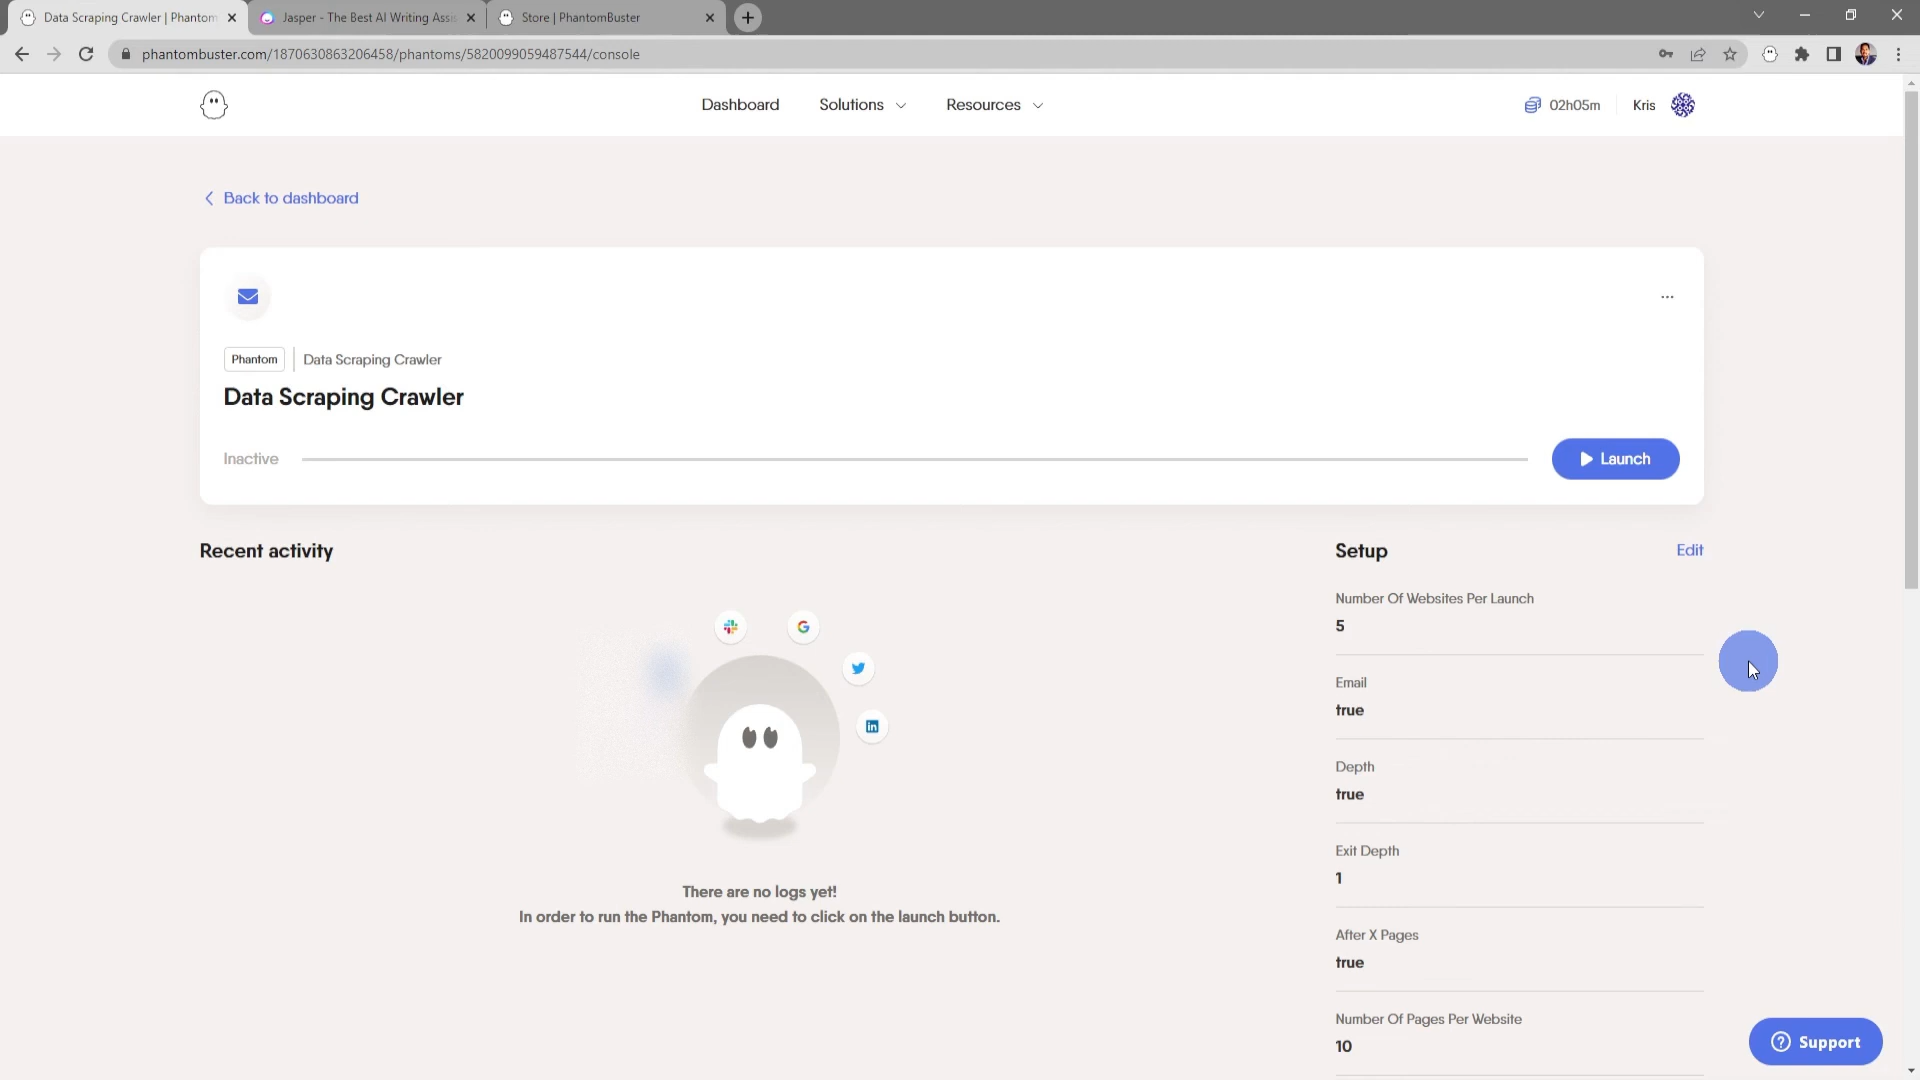 Data Scraping Crawler | Phantom
Jasper - The Best AI Writing Assis
Store | PhantomBuster
phantombuster.com/1870630863206458/phantoms/5820099059487544/console
Dashboard
Solutions
Resources
02h05m
Kris
Back to dashboard
...
Phantom
Data Scraping Crawler
Data Scraping Crawler
Inactive
Launch
Recent activity
There are no logs yet!
In order to run the Phantom, you need to click on the launch button.
Setup
Edit
Number Of Websites Per Launch
5
Email
true
Depth
true
Exit Depth
1
After X Pages
true
Number Of Pages Per Website
10
Support